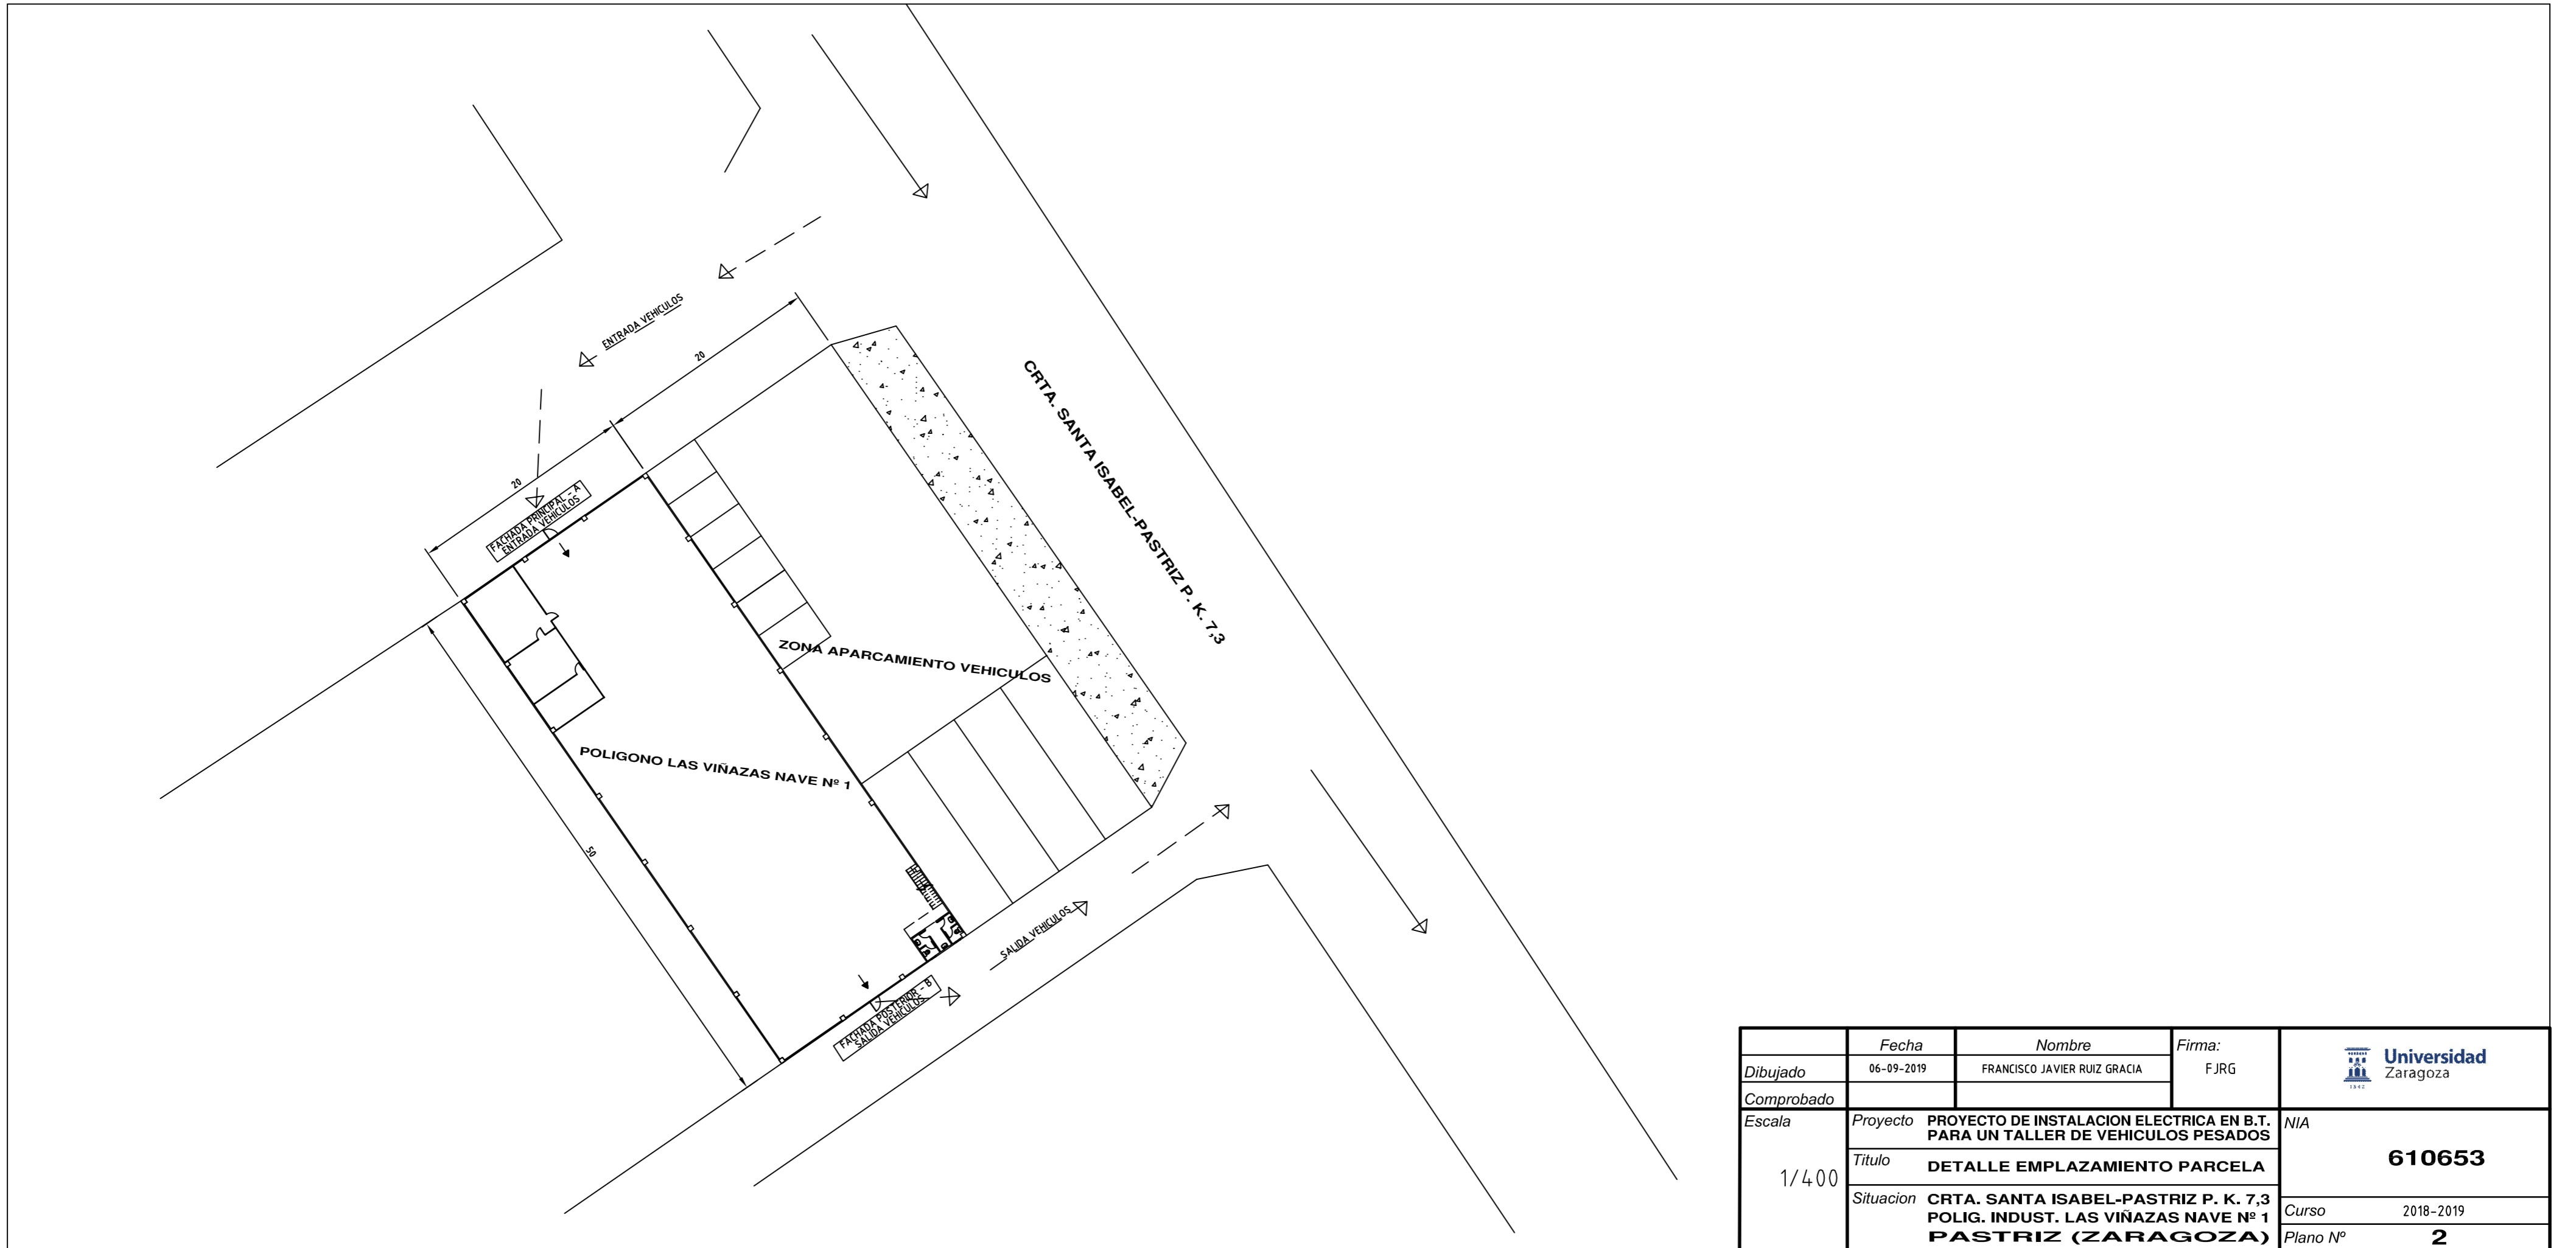 ENTRADA VEHICULOS
20
20
FACHADA PRINCIPAL - A
ENTRADA VEHICULOS
CRTA. SANTA ISABEL-PASTRIZ P. K. 7,3
ZONA APARCAMIENTO VEHICULOS
POLIGONO LAS VIÑAZAS NAVE Nº 1
50
SALIDA VEHICULOS
FACHADA POSTERIOR - B
SALIDA VEHICULOS
Fecha
Nombre
Firma:
Dibujado
06-09-2019
FRANCISCO JAVIER RUIZ GRACIA
FJRG
Comprobado
Universidad
Zaragoza
1542
Escala
1/400
Proyecto
PROYECTO DE INSTALACION ELECTRICA EN B.T.
PARA UN TALLER DE VEHICULOS PESADOS
Titulo
DETALLE EMPLAZAMIENTO PARCELA
Situacion
CRTA. SANTA ISABEL-PASTRIZ P. K. 7,3
POLIG. INDUST. LAS VIÑAZAS NAVE Nº 1
PASTRIZ (ZARAGOZA)
NIA
610653
Curso
2018-2019
Plano Nº
2